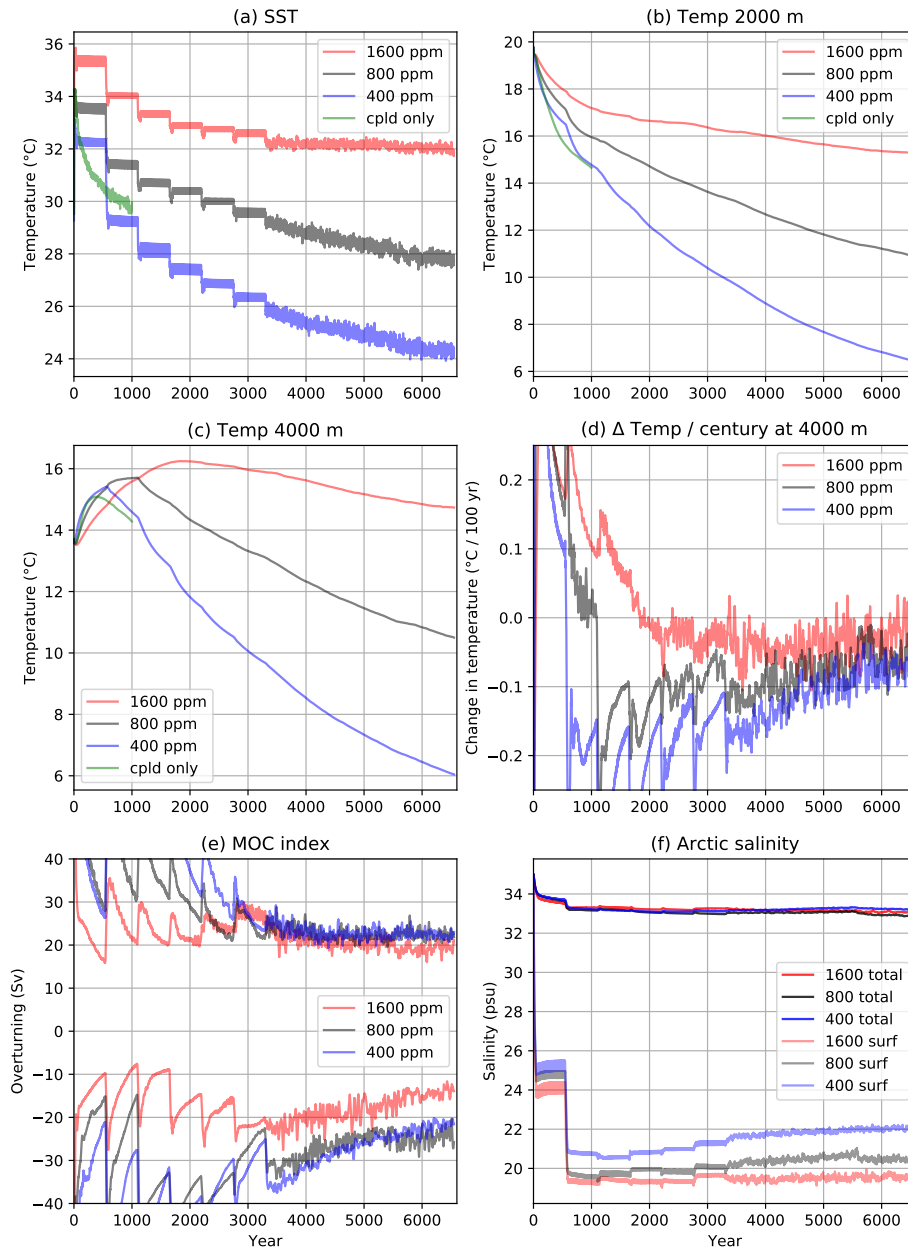 (a) SST
36
34
32
30
28
26
24
Temperature (°C)
0 1000 2000 3000 4000 5000 6000
1600 ppm
800 ppm
400 ppm
cpld only
(b) Temp 2000 m
20
18
16
14
12
10
8
6
Temperature (°C)
0 1000 2000 3000 4000 5000 6000
1600 ppm
800 ppm
400 ppm
cpld only
(c) Temp 4000 m
16
14
12
10
8
6
Temperature (°C)
0 1000 2000 3000 4000 5000 6000
1600 ppm
800 ppm
400 ppm
cpld only
(d) Δ Temp / century at 4000 m
0.2
0.1
0.0
−0.1
−0.2
Change in temperature (°C / 100 yr)
0 1000 2000 3000 4000 5000 6000
1600 ppm
800 ppm
400 ppm
(e) MOC index
40
30
20
10
0
−10
−20
−30
−40
Overturning (Sv)
0 1000 2000 3000 4000 5000 6000
Year
1600 ppm
800 ppm
400 ppm
(f) Arctic salinity
34
32
30
28
26
24
22
20
Salinity (psu)
0 1000 2000 3000 4000 5000 6000
Year
1600 total
800 total
400 total
1600 surf
800 surf
400 surf